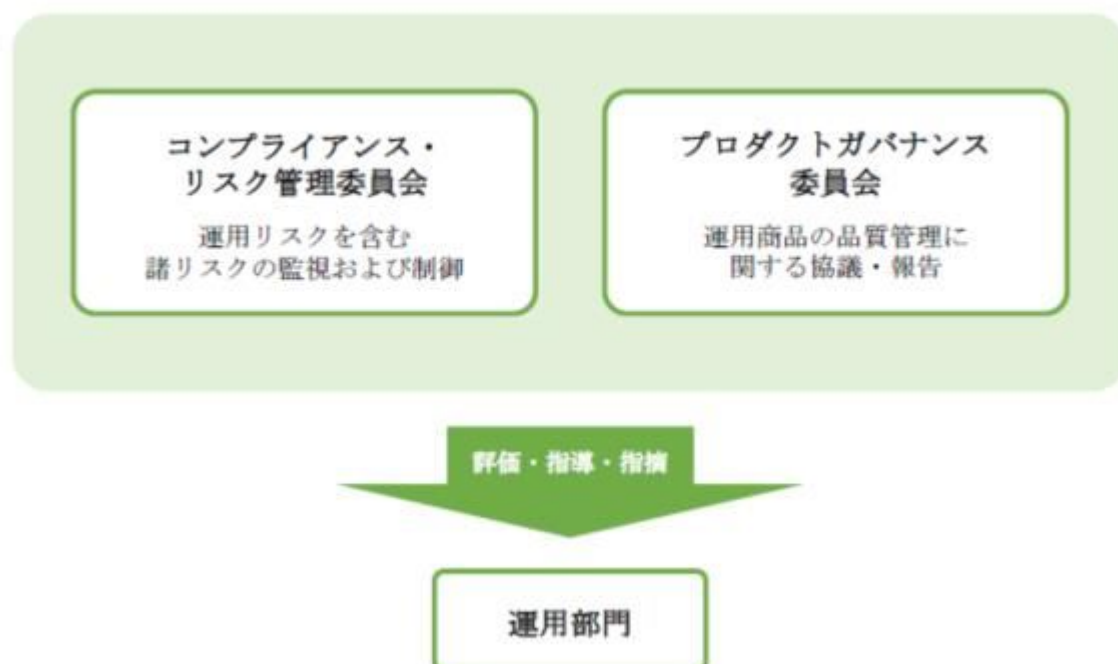 コンプライアンス・
リスク管理委員会
運用リスクを含む
諸リスクの監視および制御
プロダクトガバナンス
委員会
運用商品の品質管理に
関する協議・報告
評価・指導・指摘
運用部門